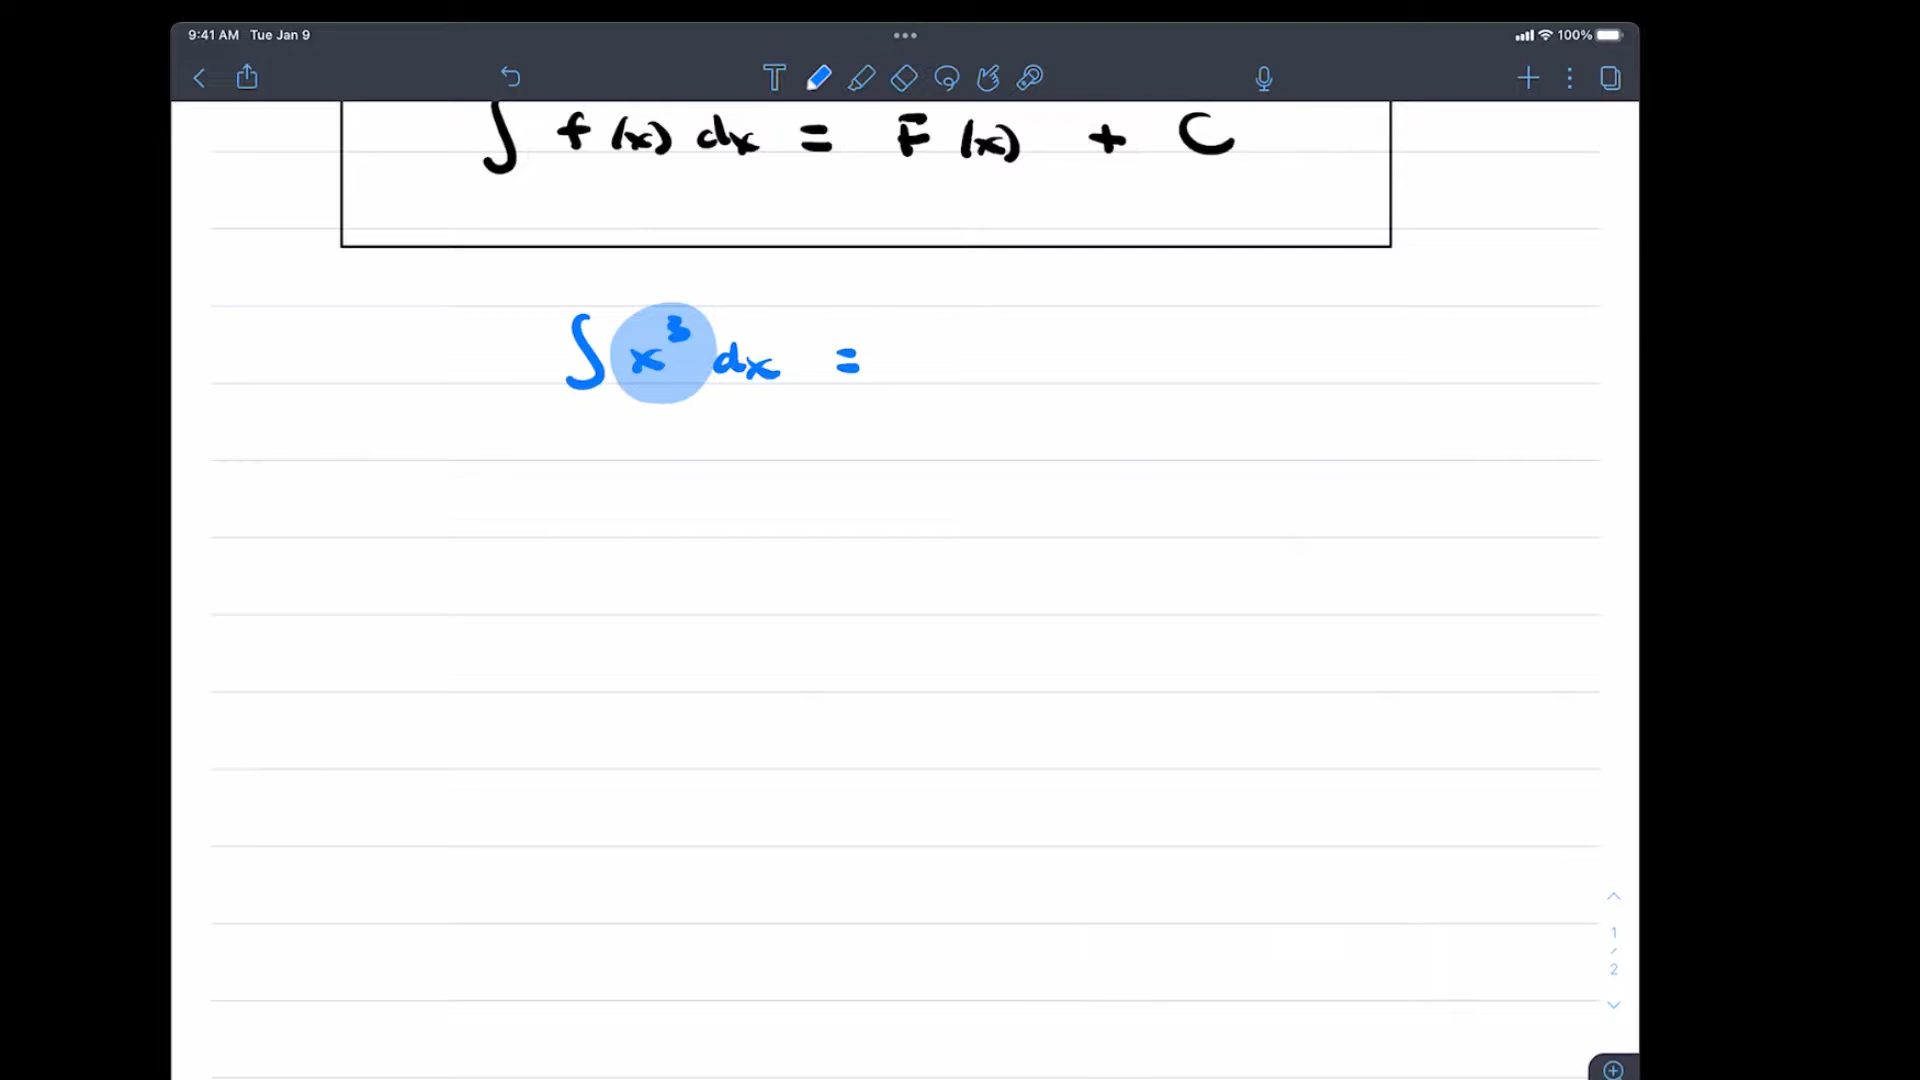 9:41 AM Tue Jan 9 100%
∫ f(x) dx = F(x) + C
∫ x³ dx =
1
/
2